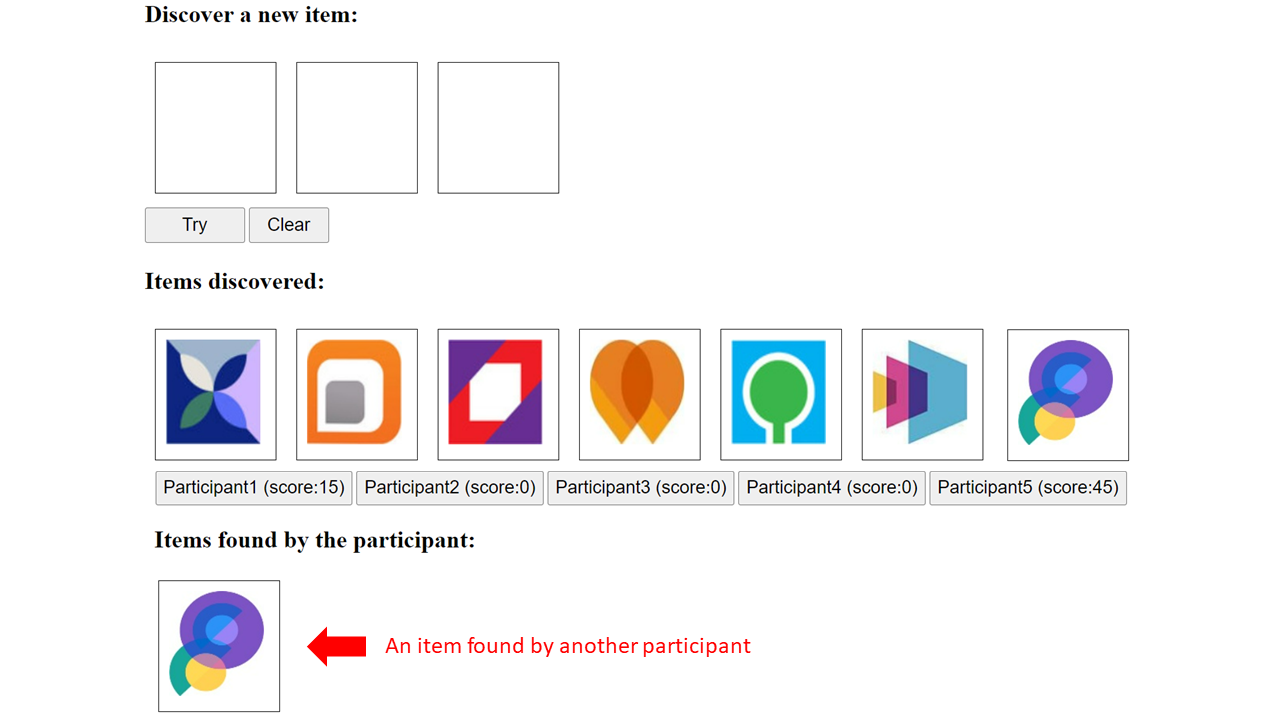 Discover a new item:
Try Clear
Items discovered:
Participant1 (score:15) Participant2 (score:0) Participant3 (score:0) Participant4 (score:0) Participant5 (score:45)
Items found by the participant:
An item found by another participant